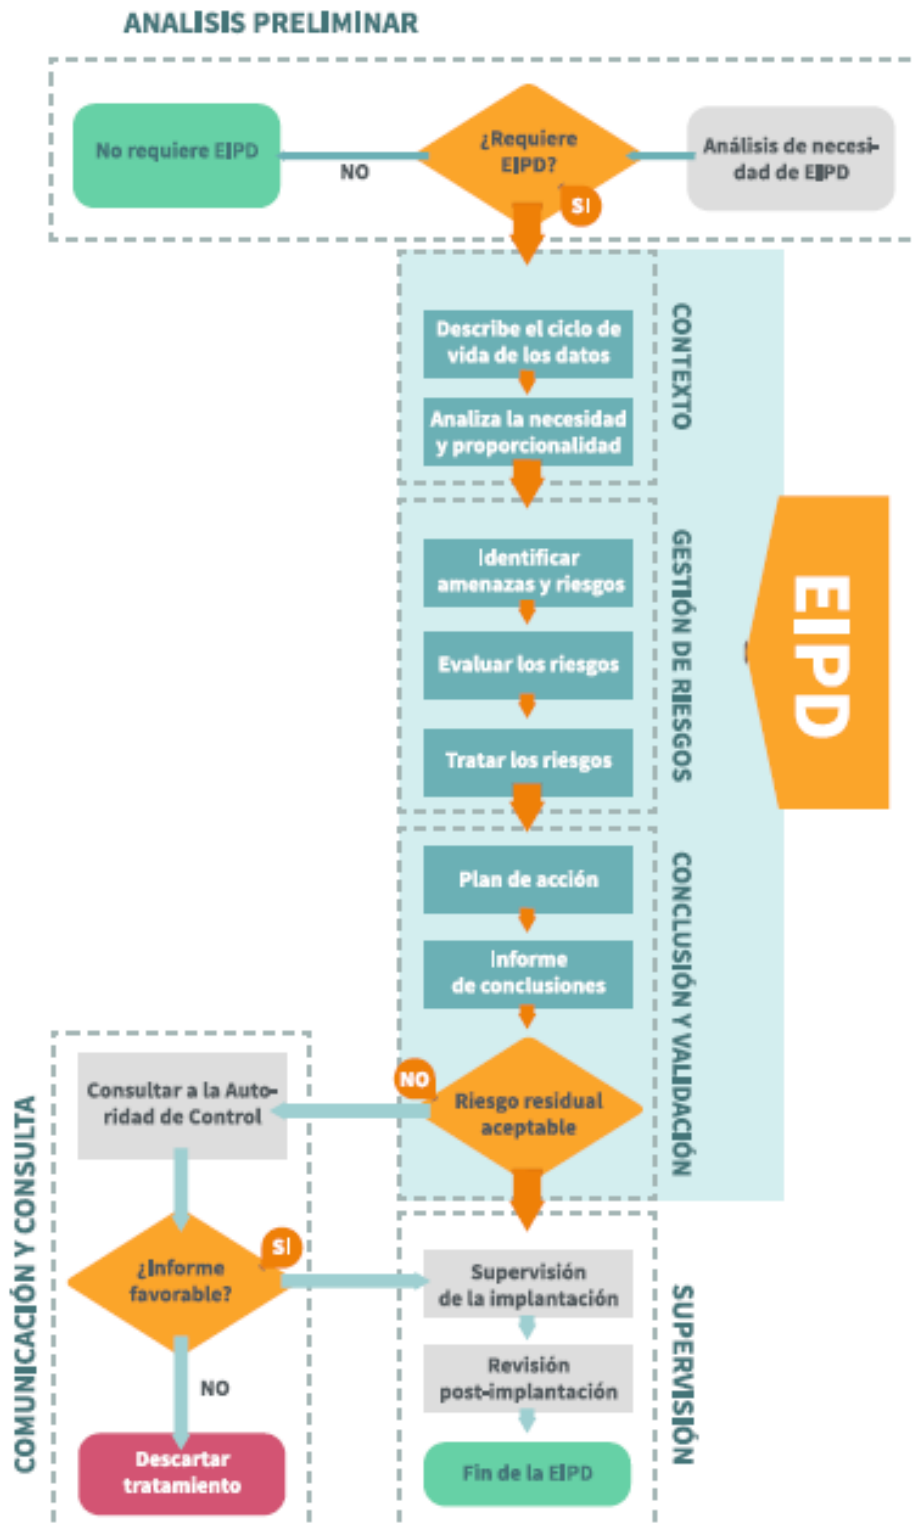 ANALISIS PRELIMINAR
No requiere EIPD
NO
¿Requiere
EIPD?
SI
Análisis de necesi-
dad de EIPD
CONTEXTO
Describe el ciclo de
vida de los datos
Analiza la necesidad
y proporcionalidad
GESTIÓN DE RIESGOS
Identificar
amenazas y riesgos
Evaluar los riesgos
Tratar los riesgos
EIPD
CONCLUSIÓN Y VALIDACIÓN
Plan de acción
Informe
de conclusiones
Riesgo residual
aceptable
NO
COMUNICACIÓN Y CONSULTA
Consultar a la Auto-
ridad de Control
¿Informe
favorable?
SÍ
NO
Descartar
tratamiento
SUPERVISIÓN
Supervisión
de la implantación
Revisión
post-implantación
Fin de la EIPD